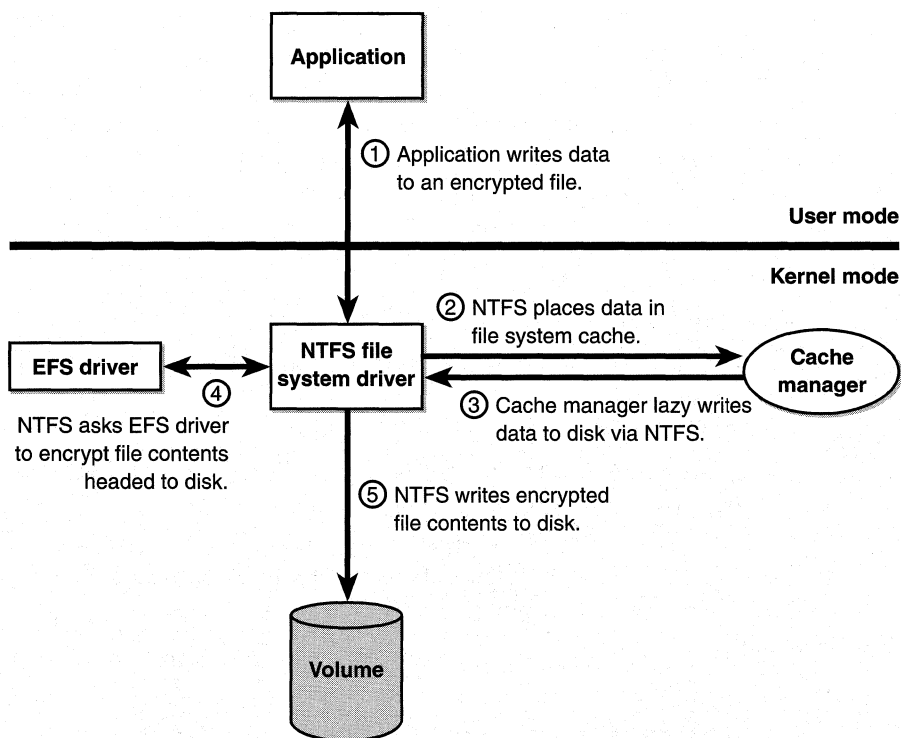 Application
① Application writes data
to an encrypted file.
User mode
Kernel mode
② NTFS places data in
file system cache.
EFS driver
NTFS file
system driver
Cache
manager
④
③ Cache manager lazy writes
data to disk via NTFS.
NTFS asks EFS driver
to encrypt file contents
headed to disk.
⑤ NTFS writes encrypted
file contents to disk.
Volume